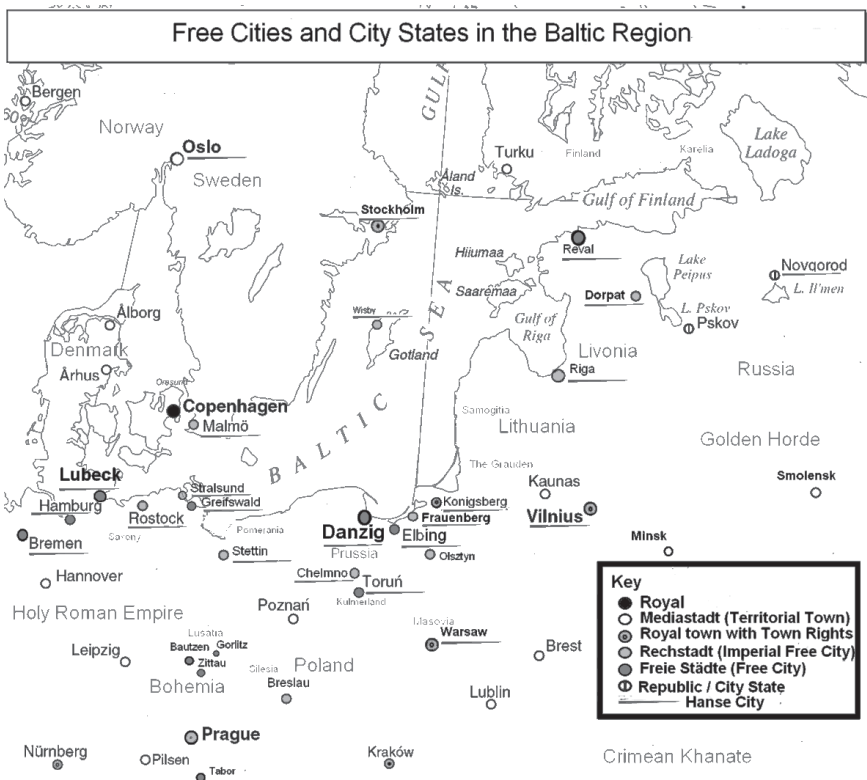 Free Cities and City States in the Baltic Region
Bergen
Norway
Oslo
Sweden
GULF
Turku
Finland
Karelia
Lake
Ladoga
Åland
Is.
Gulf of Finland
Stockholm
Reval
Hiiumaa
Saaremaa
Lake
Peipus
Novgorod
L. Il'men
Dorpat
L. Pskov
Pskov
Wisby
Gotland
Gulf of
Riga
Livonia
Riga
Russia
Ålborg
Denmark
Århus
Copenhagen
Malmö
BALTIC SEA
Samogitia
Lithuania
Golden Horde
The Grauden
Kaunas
Smolensk
Vilnius
Minsk
Lubeck
Stralsund
Greifswald
Hamburg
Rostock
Bremen
Saxony
Pomerania
Stettin
Danzig
Prussia
Konigsberg
Frauenberg
Elbing
Olsztyn
Chelmno
Toruń
Kulmerland
Hannover
Holy Roman Empire
Poznań
Masovia
Warsaw
Brest
Leipzig
Lusatia
Bautzen
Gorlitz
Zittau
Bohemia
Silesia
Poland
Breslau
Lublin
Prague
Nürnberg
Pilsen
Tabor
Kraków
Crimean Khanate
Key
Royal
Mediastadt (Territorial Town)
Royal town with Town Rights
Rechstadt (Imperial Free City)
Freie Städte (Free City)
Republic / City State
Hanse City